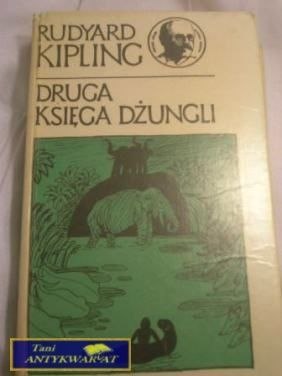 RUDYARD
KIPLING
DRUGA
KSIĘGA DŻUNGLI
Tani
ANTYKWARIAT